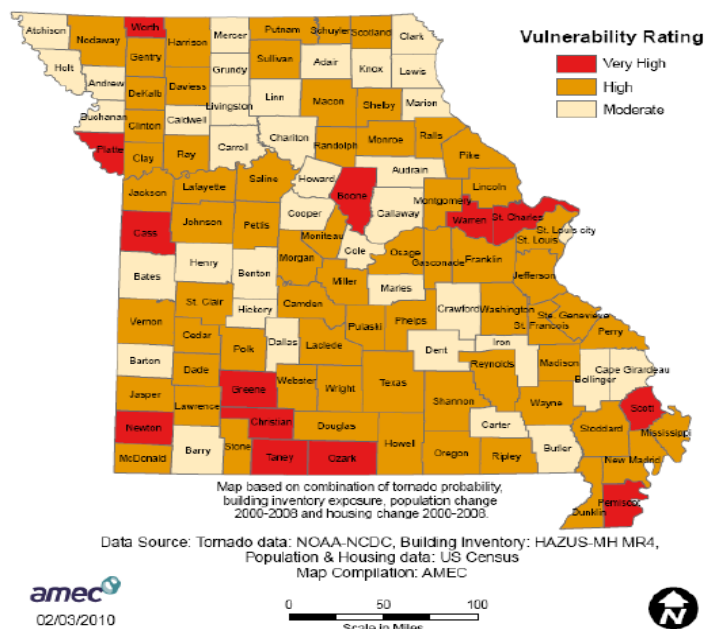 Vulnerability Rating
Very High
High
Moderate
Atchison
Nodaway
Worth
Harrison
Mercer
Putnam
Schuyler
Scotland
Clark
Gentry
Sullivan
Adair
Knox
Lewis
Holt
Andrew
DeKalb
Daviess
Grundy
Linn
Macon
Shelby
Marion
Buchanan
Clinton
Caldwell
Livingston
Chariton
Randolph
Monroe
Ralls
Pike
Platte
Clay
Ray
Carroll
Howard
Boone
Audrain
Lincoln
Jackson
Lafayette
Saline
Cooper
Callaway
Montgomery
Warren
St. Charles
St. Louis city
St. Louis
Cass
Johnson
Pettis
Moniteau
Cole
Osage
Gasconade
Franklin
Jefferson
Bates
Henry
Benton
Morgan
Miller
Maries
Crawford
Washington
Ste. Genevieve
St. Francois
Perry
Vernon
St. Clair
Hickory
Camden
Pulaski
Phelps
Dent
Iron
Madison
Cape Girardeau
Bollinger
Barton
Cedar
Polk
Dallas
Laclede
Texas
Reynolds
Wayne
Scott
Jasper
Dade
Greene
Webster
Wright
Shannon
Carter
Stoddard
Mississippi
Newton
Lawrence
Christian
Douglas
Howell
Oregon
Ripley
Butler
New Madrid
McDonald
Barry
Stone
Taney
Ozark
Dunklin
Pemiscot
Map based on combination of tornado probability,
building inventory exposure, population change
2000-2008 and housing change 2000-2008.
Data Source: Tornado data: NOAA-NCDC, Building Inventory: HAZUS-MH MR4,
Population & Housing data: US Census
Map Compilation: AMEC
amec
02/03/2010
0 50 100
Scale in Miles
N